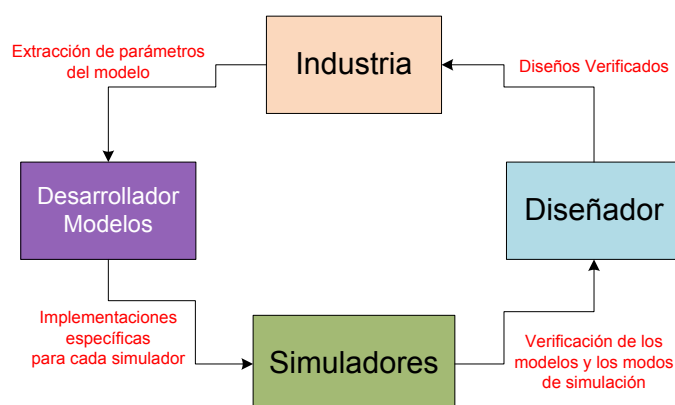 Extracción de parámetros
del modelo
Industria
Diseños Verificados
Desarrollador
Modelos
Diseñador
Implementaciones
específicas
para cada simulador
Simuladores
Verificación de los
modelos y los modos
de simulación